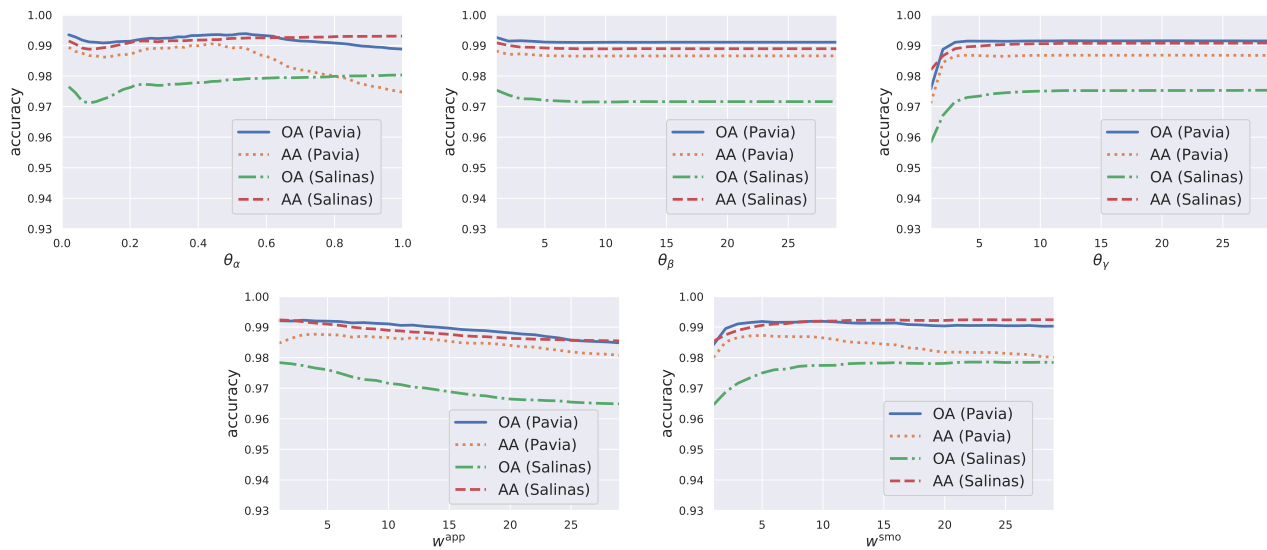 1.00
0.99
0.98
0.97
0.96
0.95
0.94
0.93
accuracy
0.0 0.2 0.4 0.6 0.8 1.0
θα
OA (Pavia)
AA (Pavia)
OA (Salinas)
AA (Salinas)
1.00
0.99
0.98
0.97
0.96
0.95
0.94
0.93
accuracy
5 10 15 20 25
θβ
OA (Pavia)
AA (Pavia)
OA (Salinas)
AA (Salinas)
1.00
0.99
0.98
0.97
0.96
0.95
0.94
0.93
accuracy
5 10 15 20 25
θγ
OA (Pavia)
AA (Pavia)
OA (Salinas)
AA (Salinas)
1.00
0.99
0.98
0.97
0.96
0.95
0.94
0.93
accuracy
5 10 15 20 25
w^app
OA (Pavia)
AA (Pavia)
OA (Salinas)
AA (Salinas)
1.00
0.99
0.98
0.97
0.96
0.95
0.94
0.93
accuracy
5 10 15 20 25
w^smo
OA (Pavia)
AA (Pavia)
OA (Salinas)
AA (Salinas)